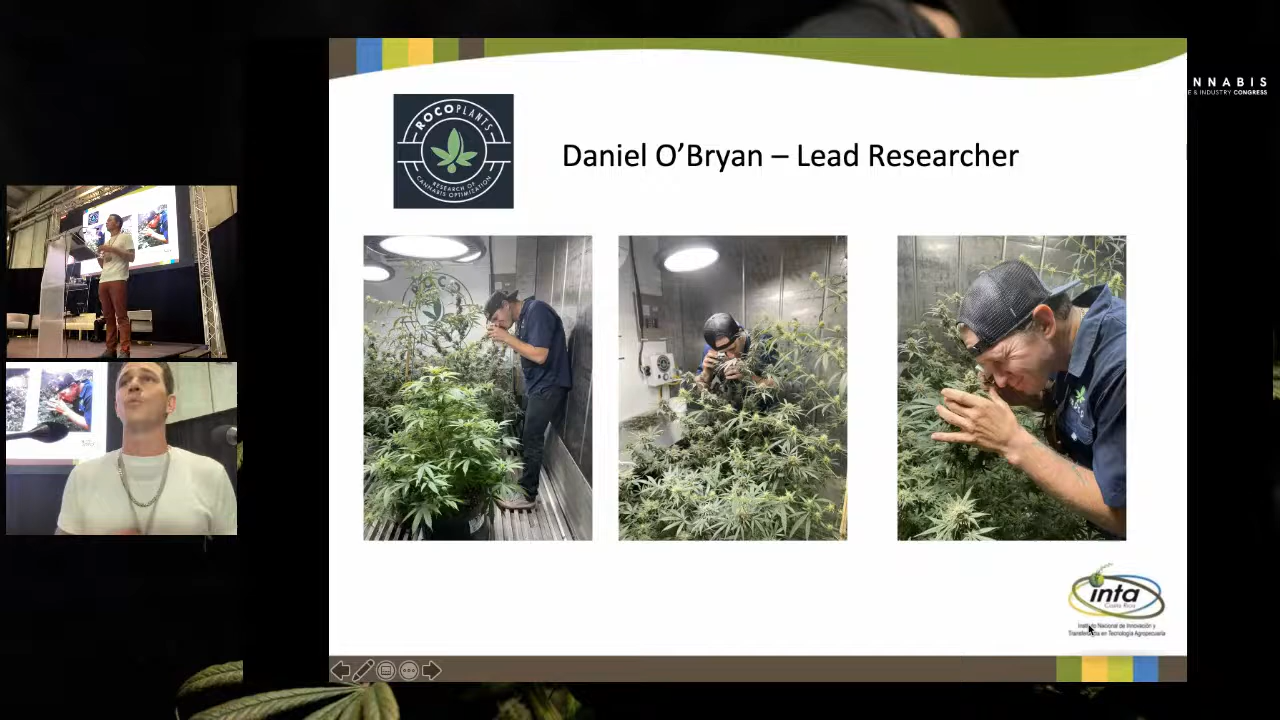 NNABIS
E & INDUSTRY CONGRESS
ROCOPLANTS
RESEARCH OF
CANNABIS OPTIMIZATION
Daniel O’Bryan – Lead Researcher
ROCO
inta
Costa Rica
Instituto Nacional de Innovación y
Transferencia en Tecnología Agropecuaria